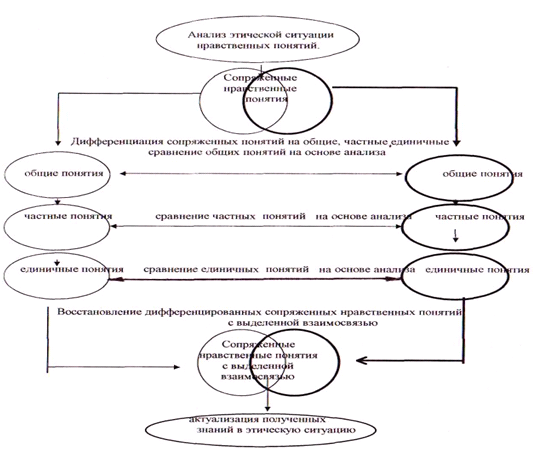 Анализ этической ситуации
нравственных понятий.
Сопряженные
нравственные
понятия
Дифференциация сопряженных понятий на общие, частные, единичные
сравнение общих понятий на основе анализа
общие понятия
общие понятия
частные понятия
сравнение частных понятий на основе анализа
частные понятия
единичные понятия
сравнение единичных понятий на основе анализа
единичные понятия
Восстановление дифференцированных сопряженных нравственных понятий
с выделенной взаимосвязью
Сопряженные
нравственные понятия
с выделенной
взаимосвязью
актуализация полученных
знаний в этическую ситуацию